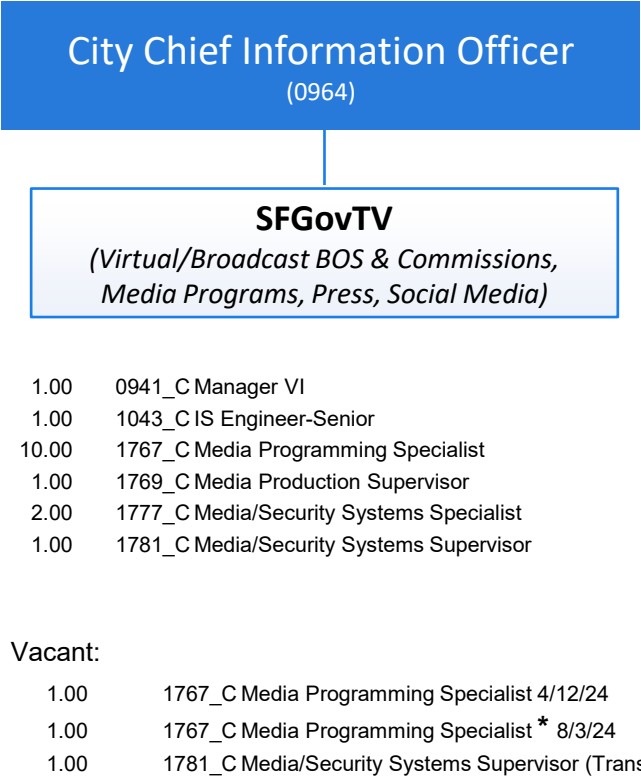 City Chief Information Officer
(0964)
SFGovTV
(Virtual/Broadcast BOS & Commissions,
Media Programs, Press, Social Media)
1.00 0941_C Manager VI
1.00 1043_C IS Engineer-Senior
10.00 1767_C Media Programming Specialist
1.00 1769_C Media Production Supervisor
2.00 1777_C Media/Security Systems Specialist
1.00 1781_C Media/Security Systems Supervisor
Vacant:
1.00 1767_C Media Programming Specialist 4/12/24
1.00 1767_C Media Programming Specialist * 8/3/24
1.00 1781_C Media/Security Systems Supervisor